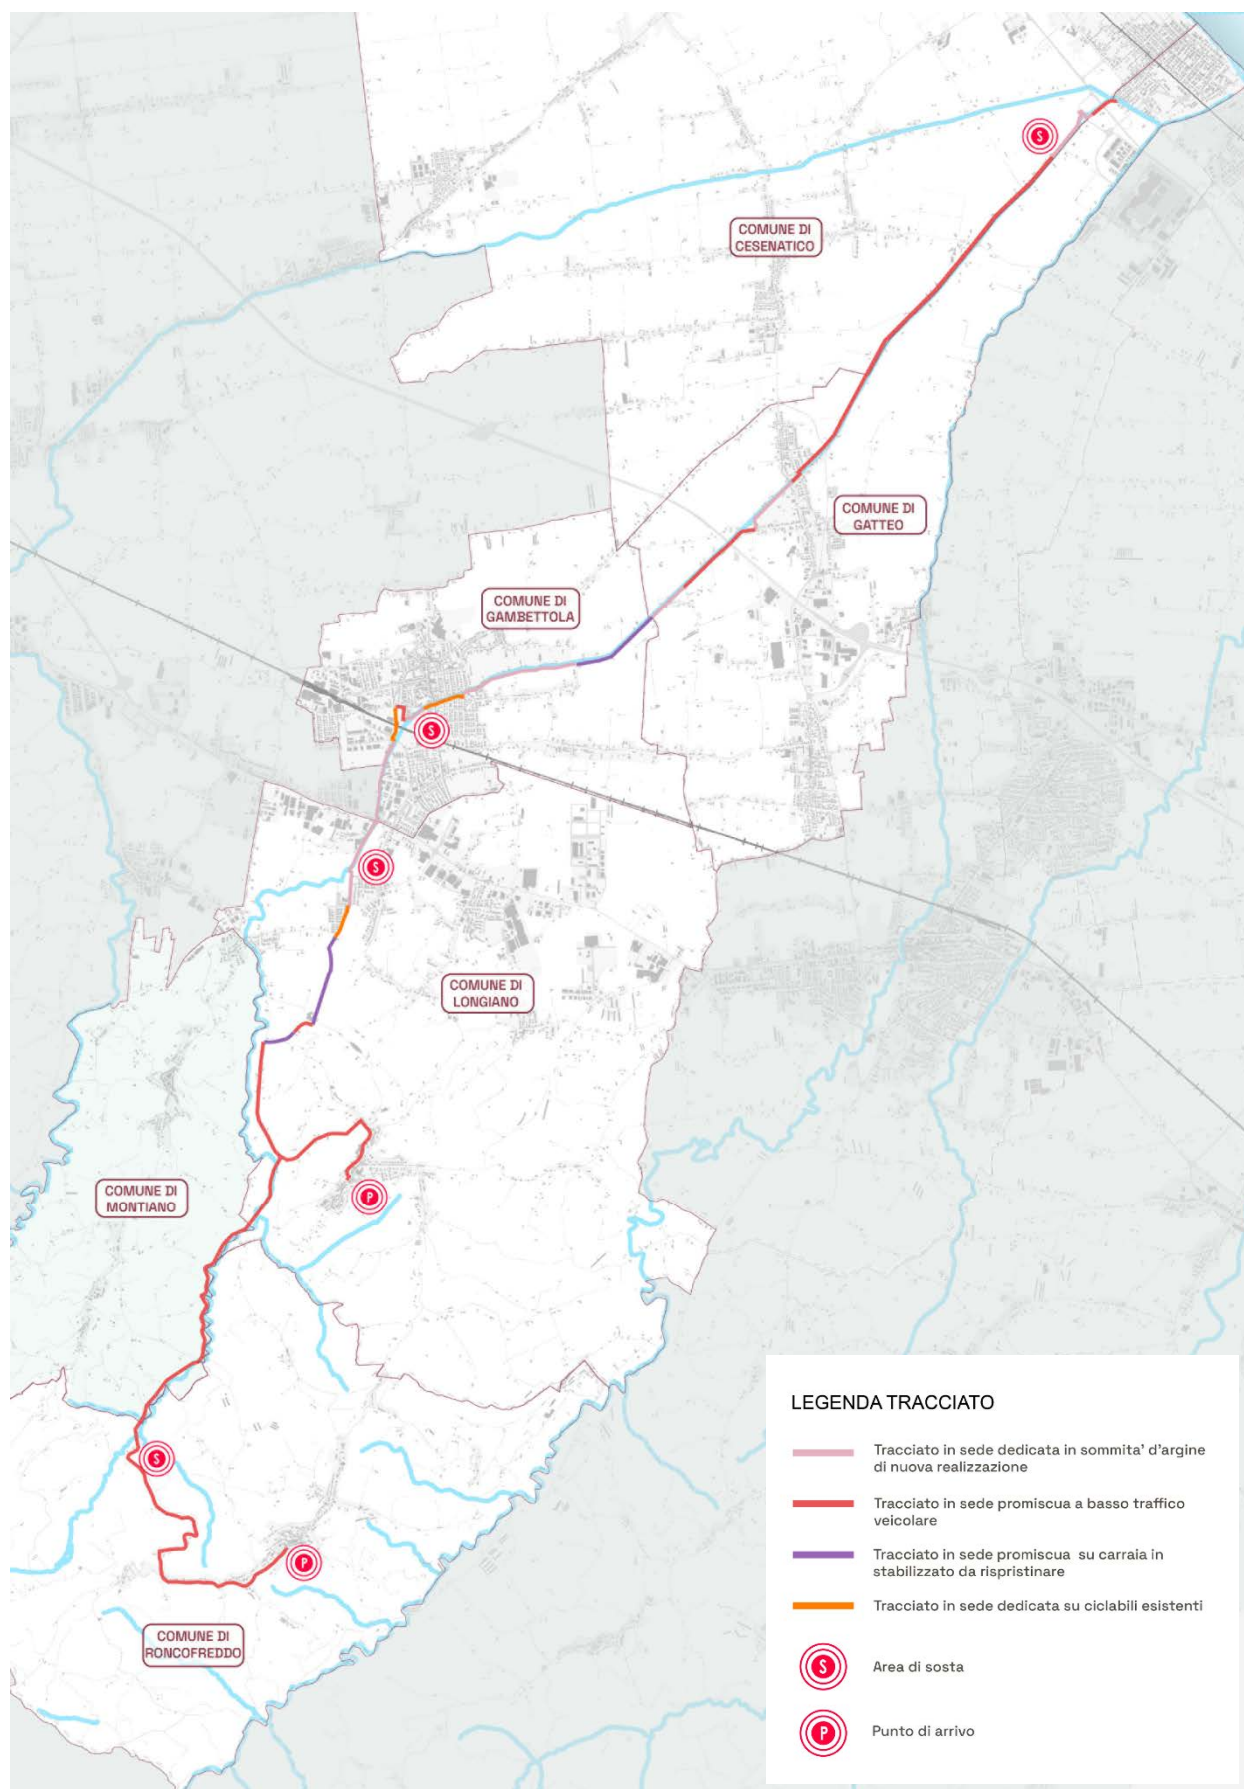 S
COMUNE DI
CESENATICO
COMUNE DI
GATTEO
COMUNE DI
GAMBETTOLA
S
S
COMUNE DI
LONGIANO
COMUNE DI
MONTIANO
P
S
P
COMUNE DI
RONCOFREDDO
LEGENDA TRACCIATO
Tracciato in sede dedicata in sommita' d'argine
di nuova realizzazione
Tracciato in sede promiscua a basso traffico
veicolare
Tracciato in sede promiscua su carraia in
stabilizzato da rispristinare
Tracciato in sede dedicata su ciclabili esistenti
S
Area di sosta
P
Punto di arrivo